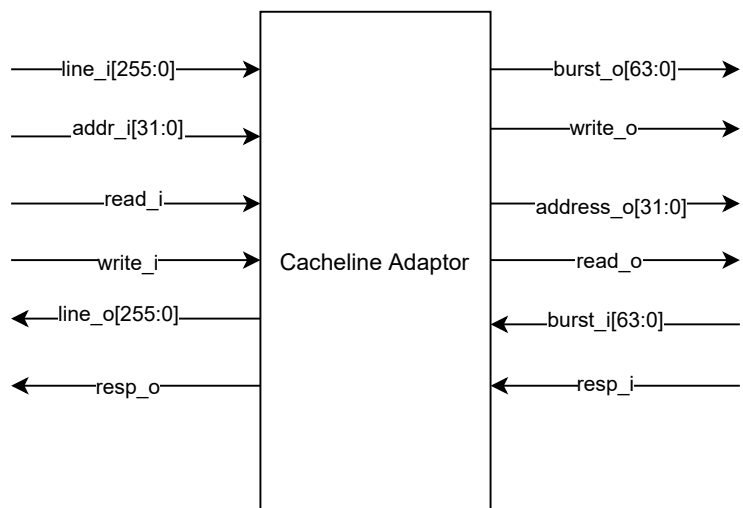 line_i[255:0]
burst_o[63:0]
addr_i[31:0]
write_o
read_i
address_o[31:0]
write_i
Cacheline Adaptor
read_o
line_o[255:0]
burst_i[63:0]
resp_o
resp_i